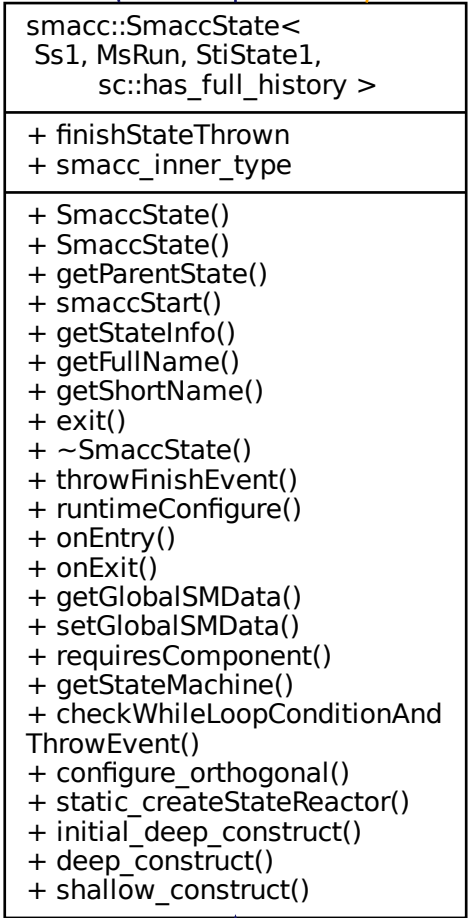 smacc::SmaccState<
Ss1, MsRun, StiState1,
sc::has_full_history >
+ finishStateThrown
+ smacc_inner_type
+ SmaccState()
+ SmaccState()
+ getParentState()
+ smaccStart()
+ getStateInfo()
+ getFullName()
+ getShortName()
+ exit()
+ ~SmaccState()
+ throwFinishEvent()
+ runtimeConfigure()
+ onEntry()
+ onExit()
+ getGlobalSMData()
+ setGlobalSMData()
+ requiresComponent()
+ getStateMachine()
+ checkWhileLoopConditionAnd
ThrowEvent()
+ configure_orthogonal()
+ static_createStateReactor()
+ initial_deep_construct()
+ deep_construct()
+ shallow_construct()